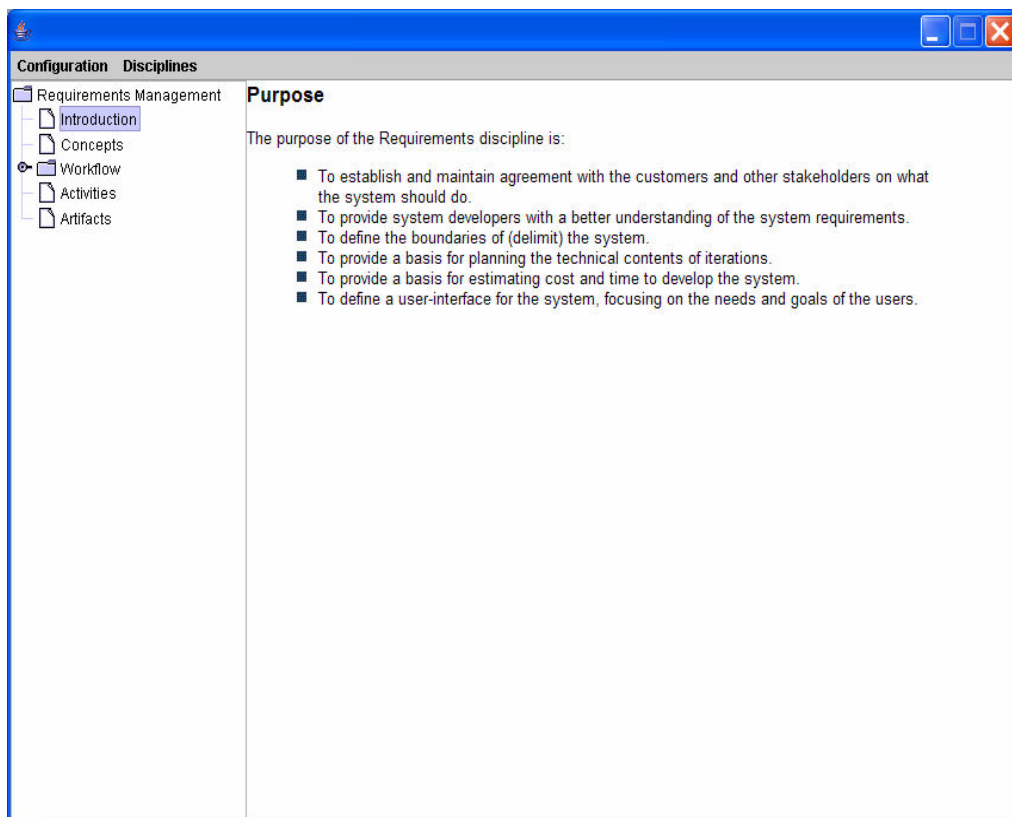 Configuration Disciplines
Requirements Management
Introduction
Concepts
Workflow
Activities
Artifacts
Purpose
The purpose of the Requirements discipline is:
To establish and maintain agreement with the customers and other stakeholders on what
the system should do.
To provide system developers with a better understanding of the system requirements.
To define the boundaries of (delimit) the system.
To provide a basis for planning the technical contents of iterations.
To provide a basis for estimating cost and time to develop the system.
To define a user-interface for the system, focusing on the needs and goals of the users.